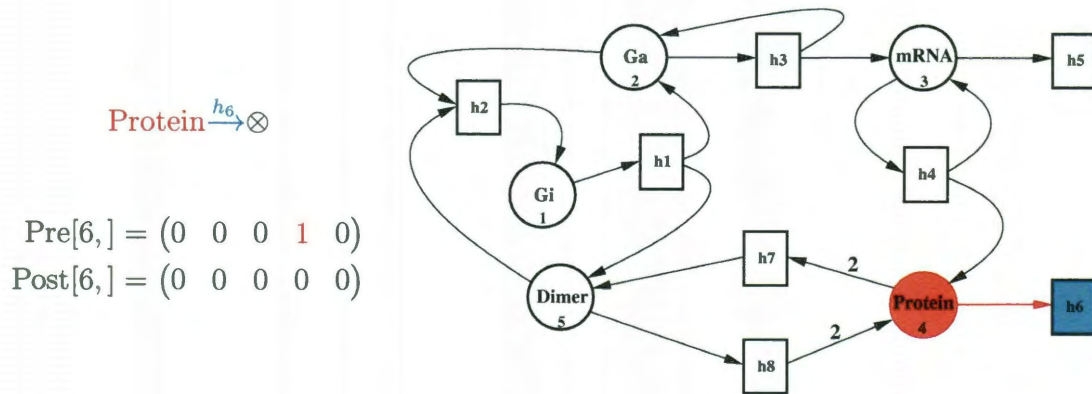 Protein h₆→ ⊗
Pre[6,] = (0 0 0 1 0)
Post[6,] = (0 0 0 0 0)
Ga
2
h3
mRNA
3
h5
h2
h1
h4
Gi
1
h7
2
Dimer
5
Protein
4
h6
2
h8